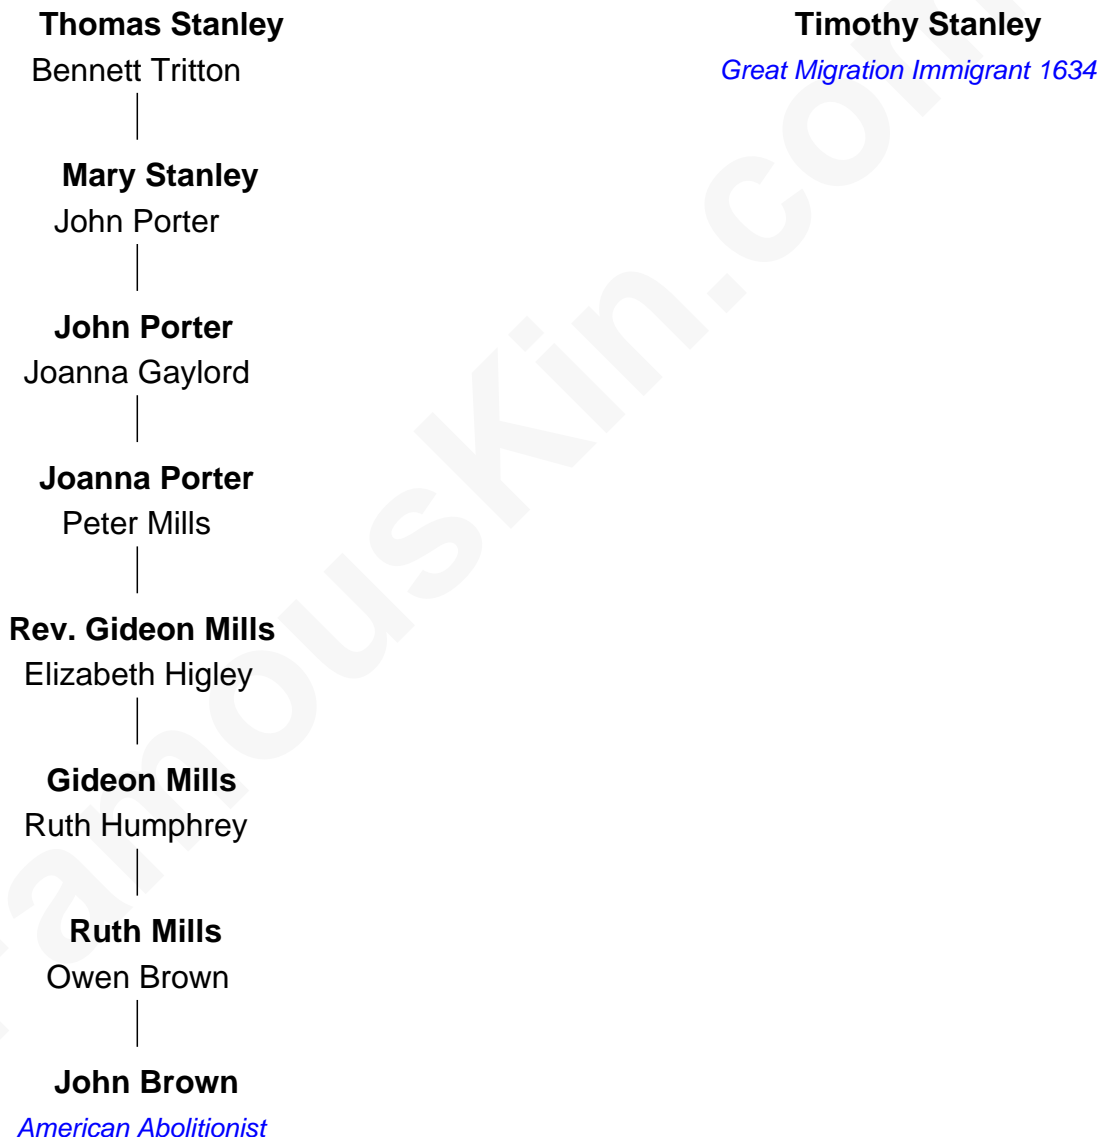 Thomas Stanley
Timothy Stanley
Bennett Tritton
Great Migration Immigrant 1634
Mary Stanley
John Porter
John Porter
Joanna Gaylord
Joanna Porter
Peter Mills
Rev. Gideon Mills
Elizabeth Higley
Gideon Mills
Ruth Humphrey
Ruth Mills
Owen Brown
John Brown
American Abolitionist
FamousKin.com